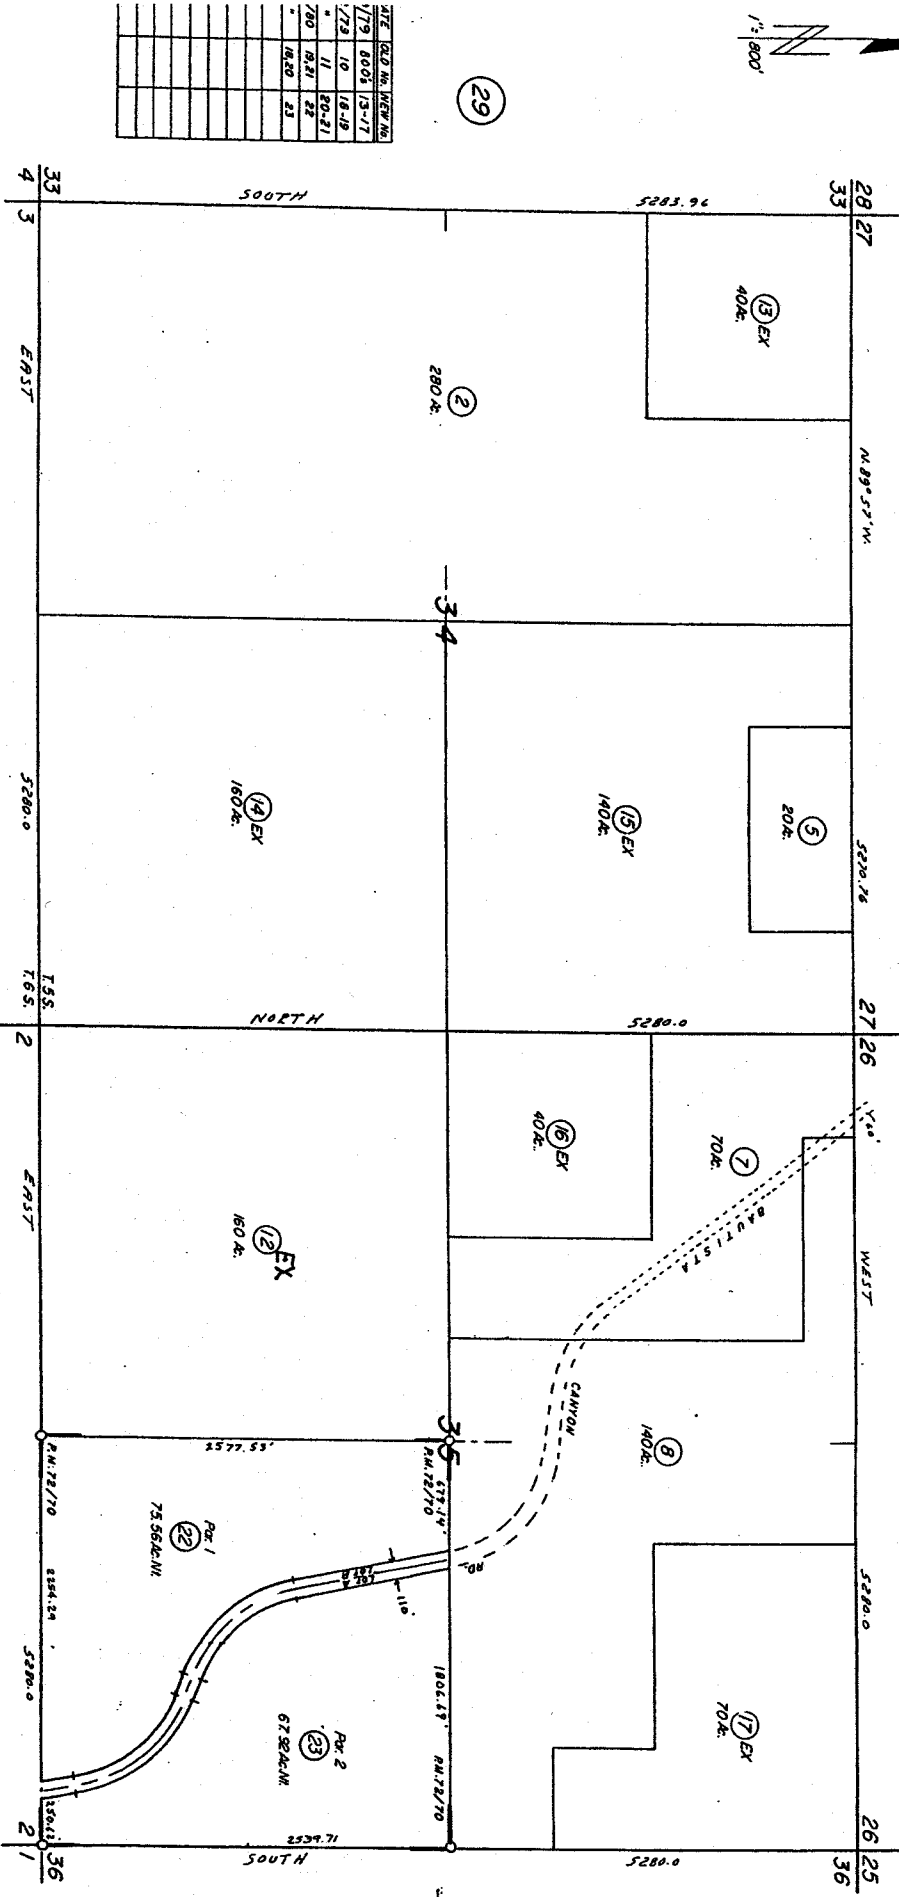 1"=800'
29
ATE OLD No. NEW No.
/79 800's 13-17
/79 10 18-19
" 11 20-21
/80 19,21 22
" 18,20 23
28 27
33
N. 89° 57' W.
5270.76
27 26
V.60'
WEST
5280.0
26 25
36
5283.96
SOUTH
13 EX
40 Ac.
2
280 Ac.
34
5
20 Ac.
15 EX
140 Ac.
14 EX
160 Ac.
5280.0
NORTH
7
70 Ac.
16 EX
40 Ac.
BAUTISTA
CANYON
RD.
8
140 Ac.
17 EX
70 Ac.
12 EX
160 Ac.
35
R.M. 72/70
679.14'
1806.69'
R.M. 72/70
2577.53'
LOT B
LOT A
110'
Par. 1
22
75.56 Ac. Nt.
Par. 2
23
67.92 Ac. Nt.
5280.0
2539.71
SOUTH
33
4 3
EAST
5280.0
T.5S.
T.6S.
2
EAST
R.M. 72/70
2254.29
5280.0
250.62'
36
2 1